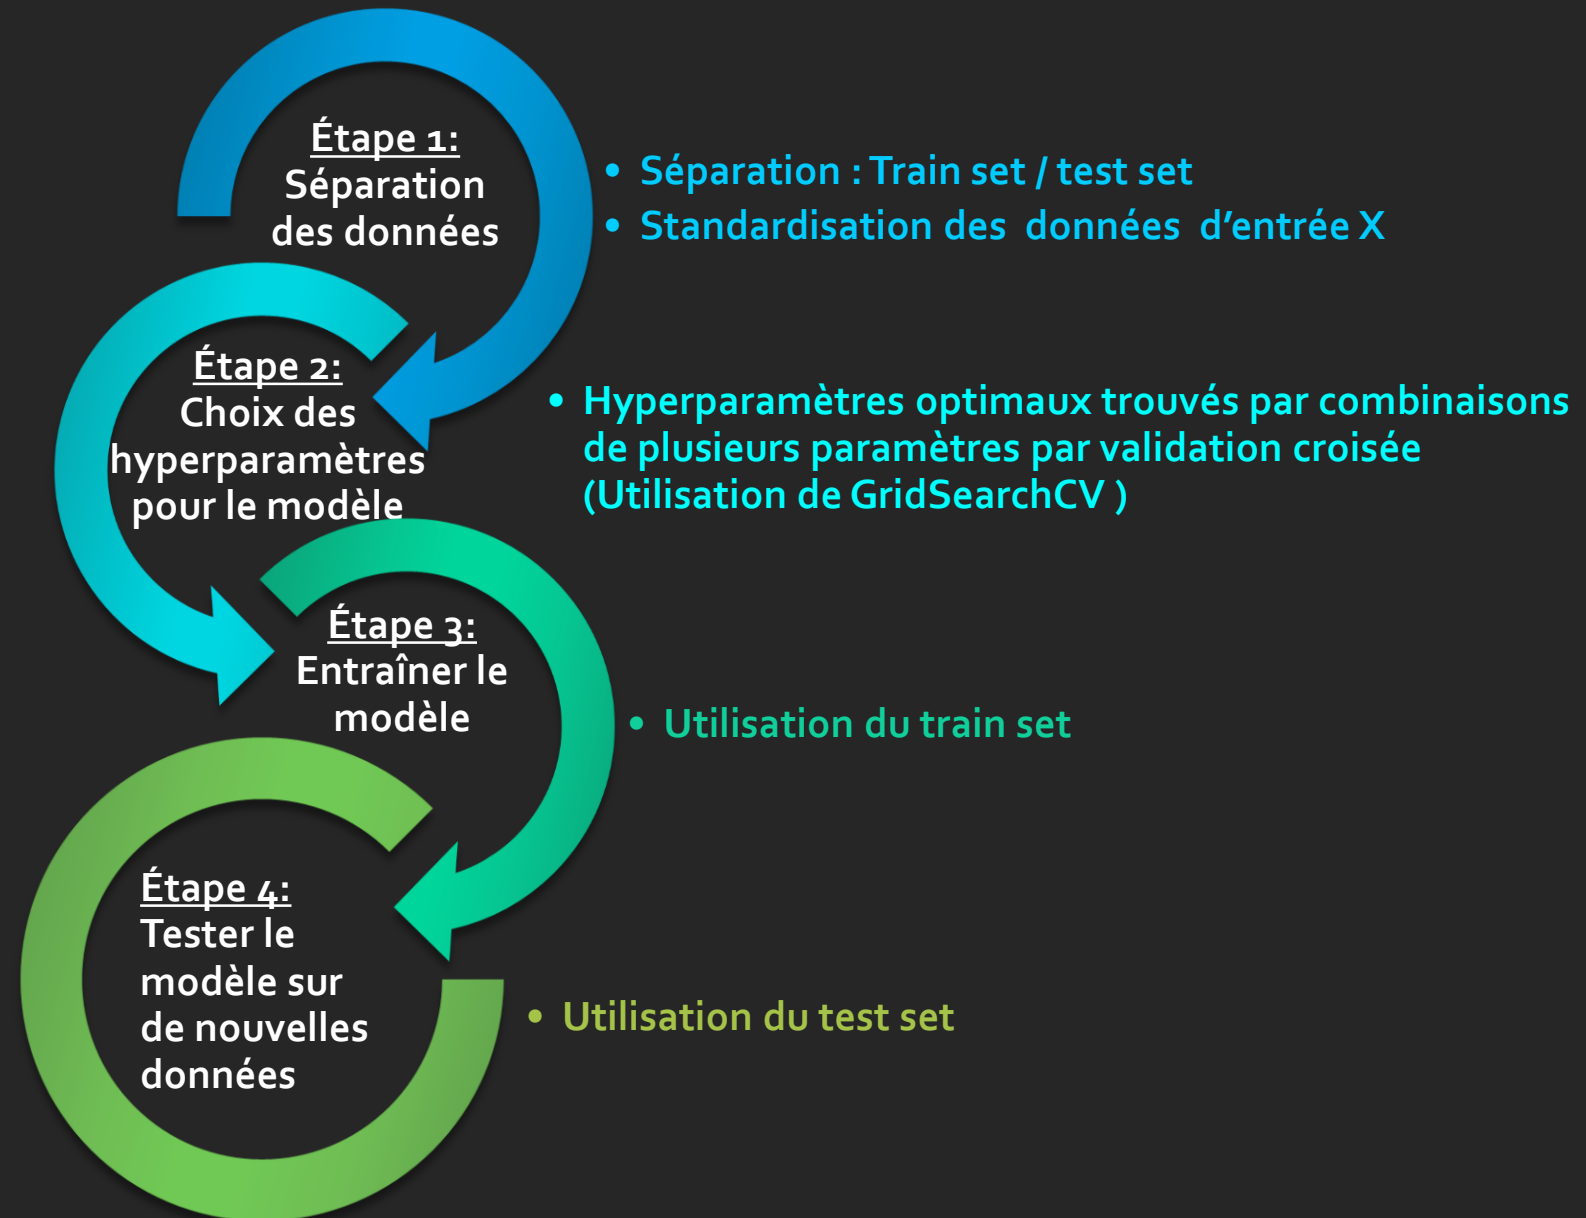 Étape 1:
Séparation
des données
• Séparation : Train set / test set
• Standardisation des données d’entrée X
Étape 2:
Choix des
hyperparamètres
pour le modèle
• Hyperparamètres optimaux trouvés par combinaisons
de plusieurs paramètres par validation croisée
(Utilisation de GridSearchCV )
Étape 3:
Entraîner le
modèle
• Utilisation du train set
Étape 4:
Tester le
modèle sur
de nouvelles
données
• Utilisation du test set